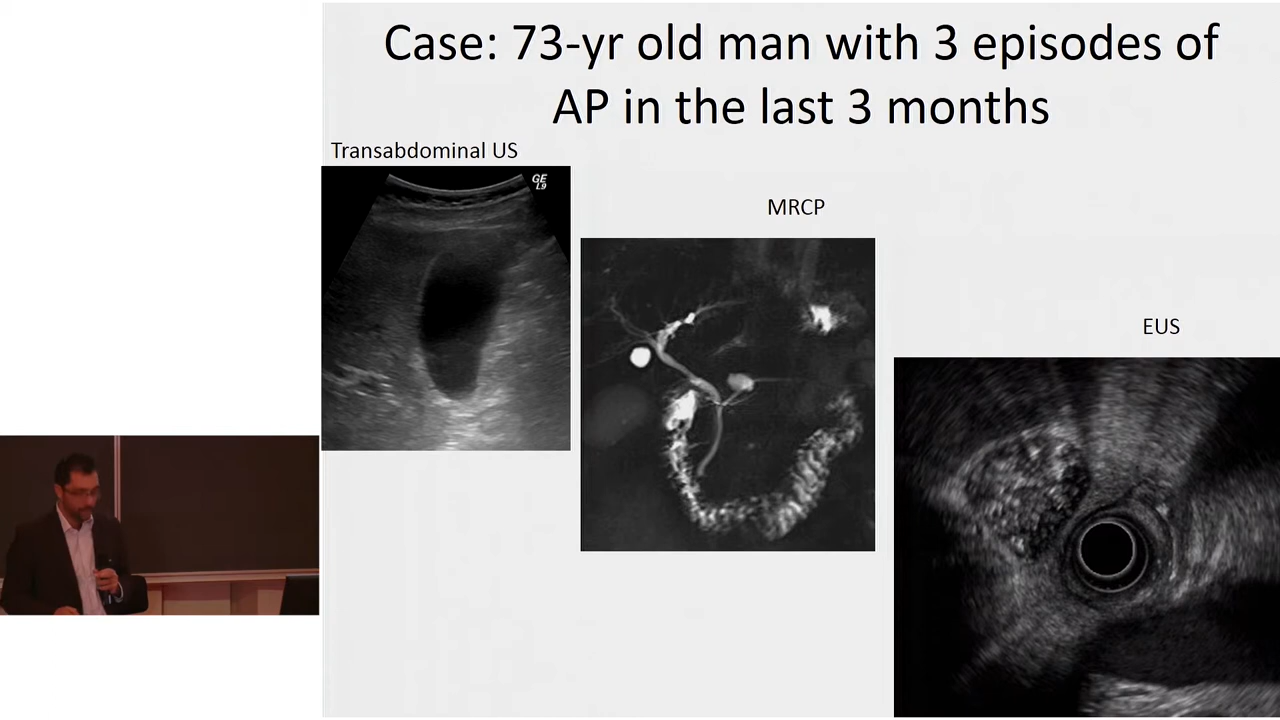 Case: 73-yr old man with 3 episodes of
AP in the last 3 months
Transabdominal US
GE
L9
MRCP
EUS